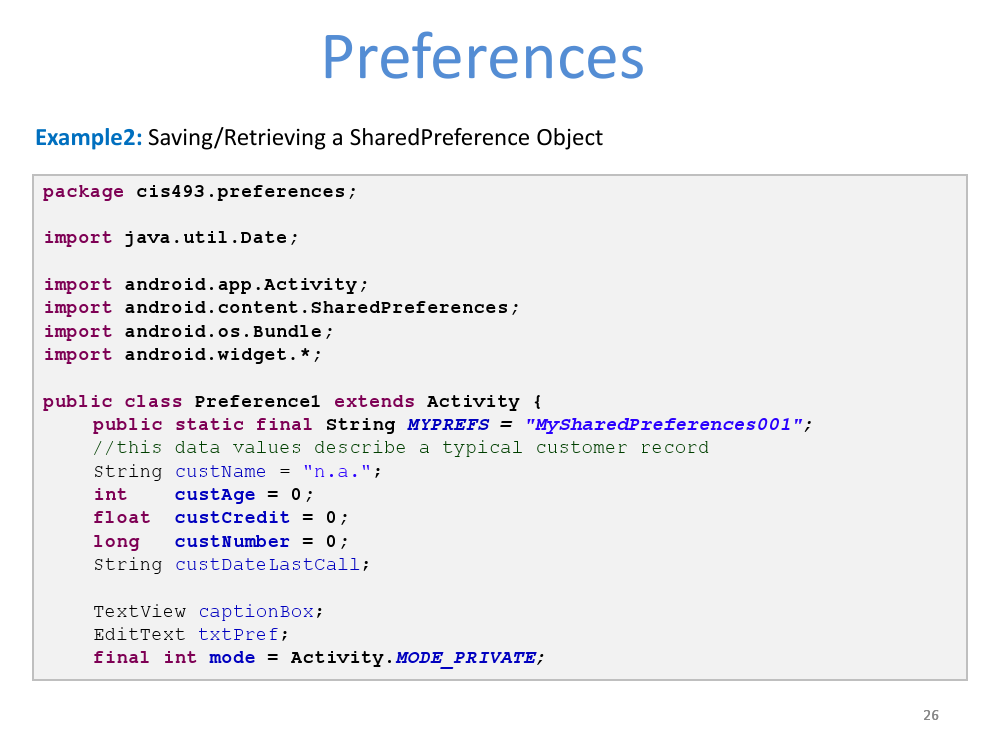 Preferences
Example2: Saving/Retrieving a SharedPreference Object
package cis493.preferences;
import java.util.Date;
import android.app.Activity;
import android.content.SharedPreferences;
import android.os.Bundle;
import android.widget.*;
public class Preference1 extends Activity {
public static final String MYPREFS = "MySharedPreferences001";
//this data values describe a typical customer record
String custName = "n.a.";
int    custAge = 0;
float  custCredit = 0;
long   custNumber = 0;
String custDateLastCall;
TextView captionBox;
EditText txtPref;
final int mode = Activity.MODE_PRIVATE;
26